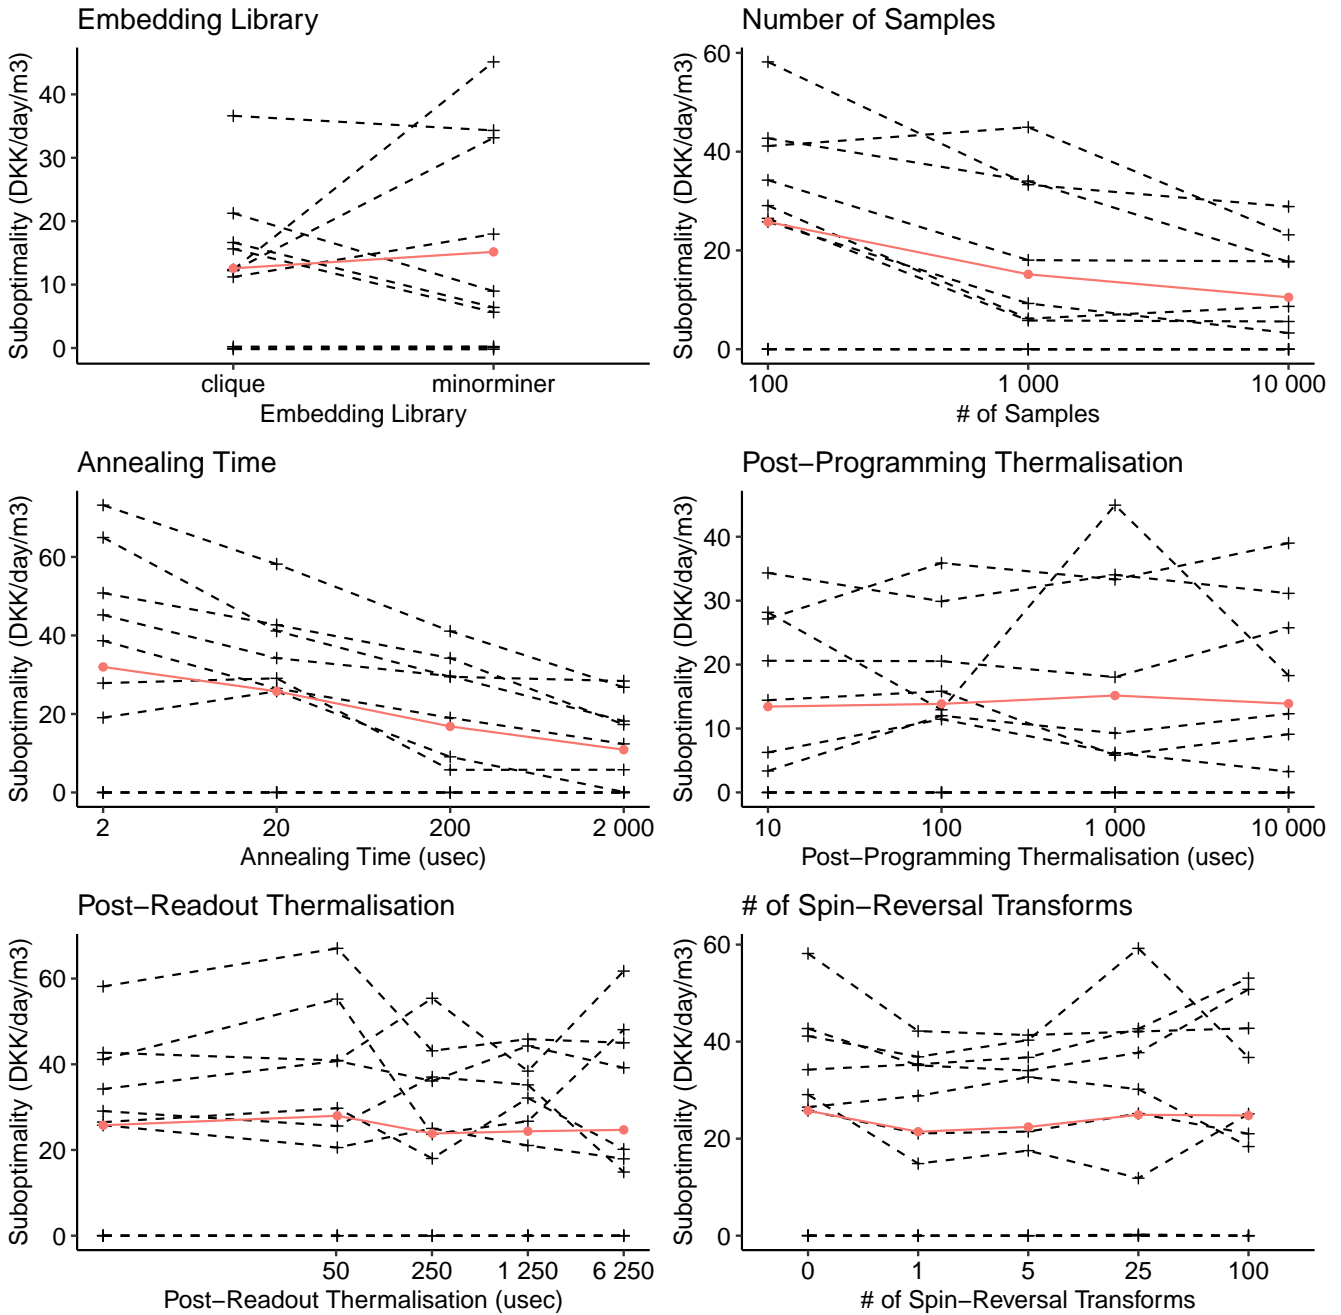 Embedding Library
Suboptimality (DKK/day/m3)
40
30
20
10
0
clique minorminer
Embedding Library
Number of Samples
Suboptimality (DKK/day/m3)
60
40
20
0
100 1 000 10 000
# of Samples
Annealing Time
Suboptimality (DKK/day/m3)
60
40
20
0
2 20 200 2 000
Annealing Time (usec)
Post−Programming Thermalisation
Suboptimality (DKK/day/m3)
40
30
20
10
0
10 100 1 000 10 000
Post−Programming Thermalisation (usec)
Post−Readout Thermalisation
Suboptimality (DKK/day/m3)
60
40
20
0
50 250 1 250 6 250
Post−Readout Thermalisation (usec)
# of Spin−Reversal Transforms
Suboptimality (DKK/day/m3)
60
40
20
0
0 1 5 25 100
# of Spin−Reversal Transforms